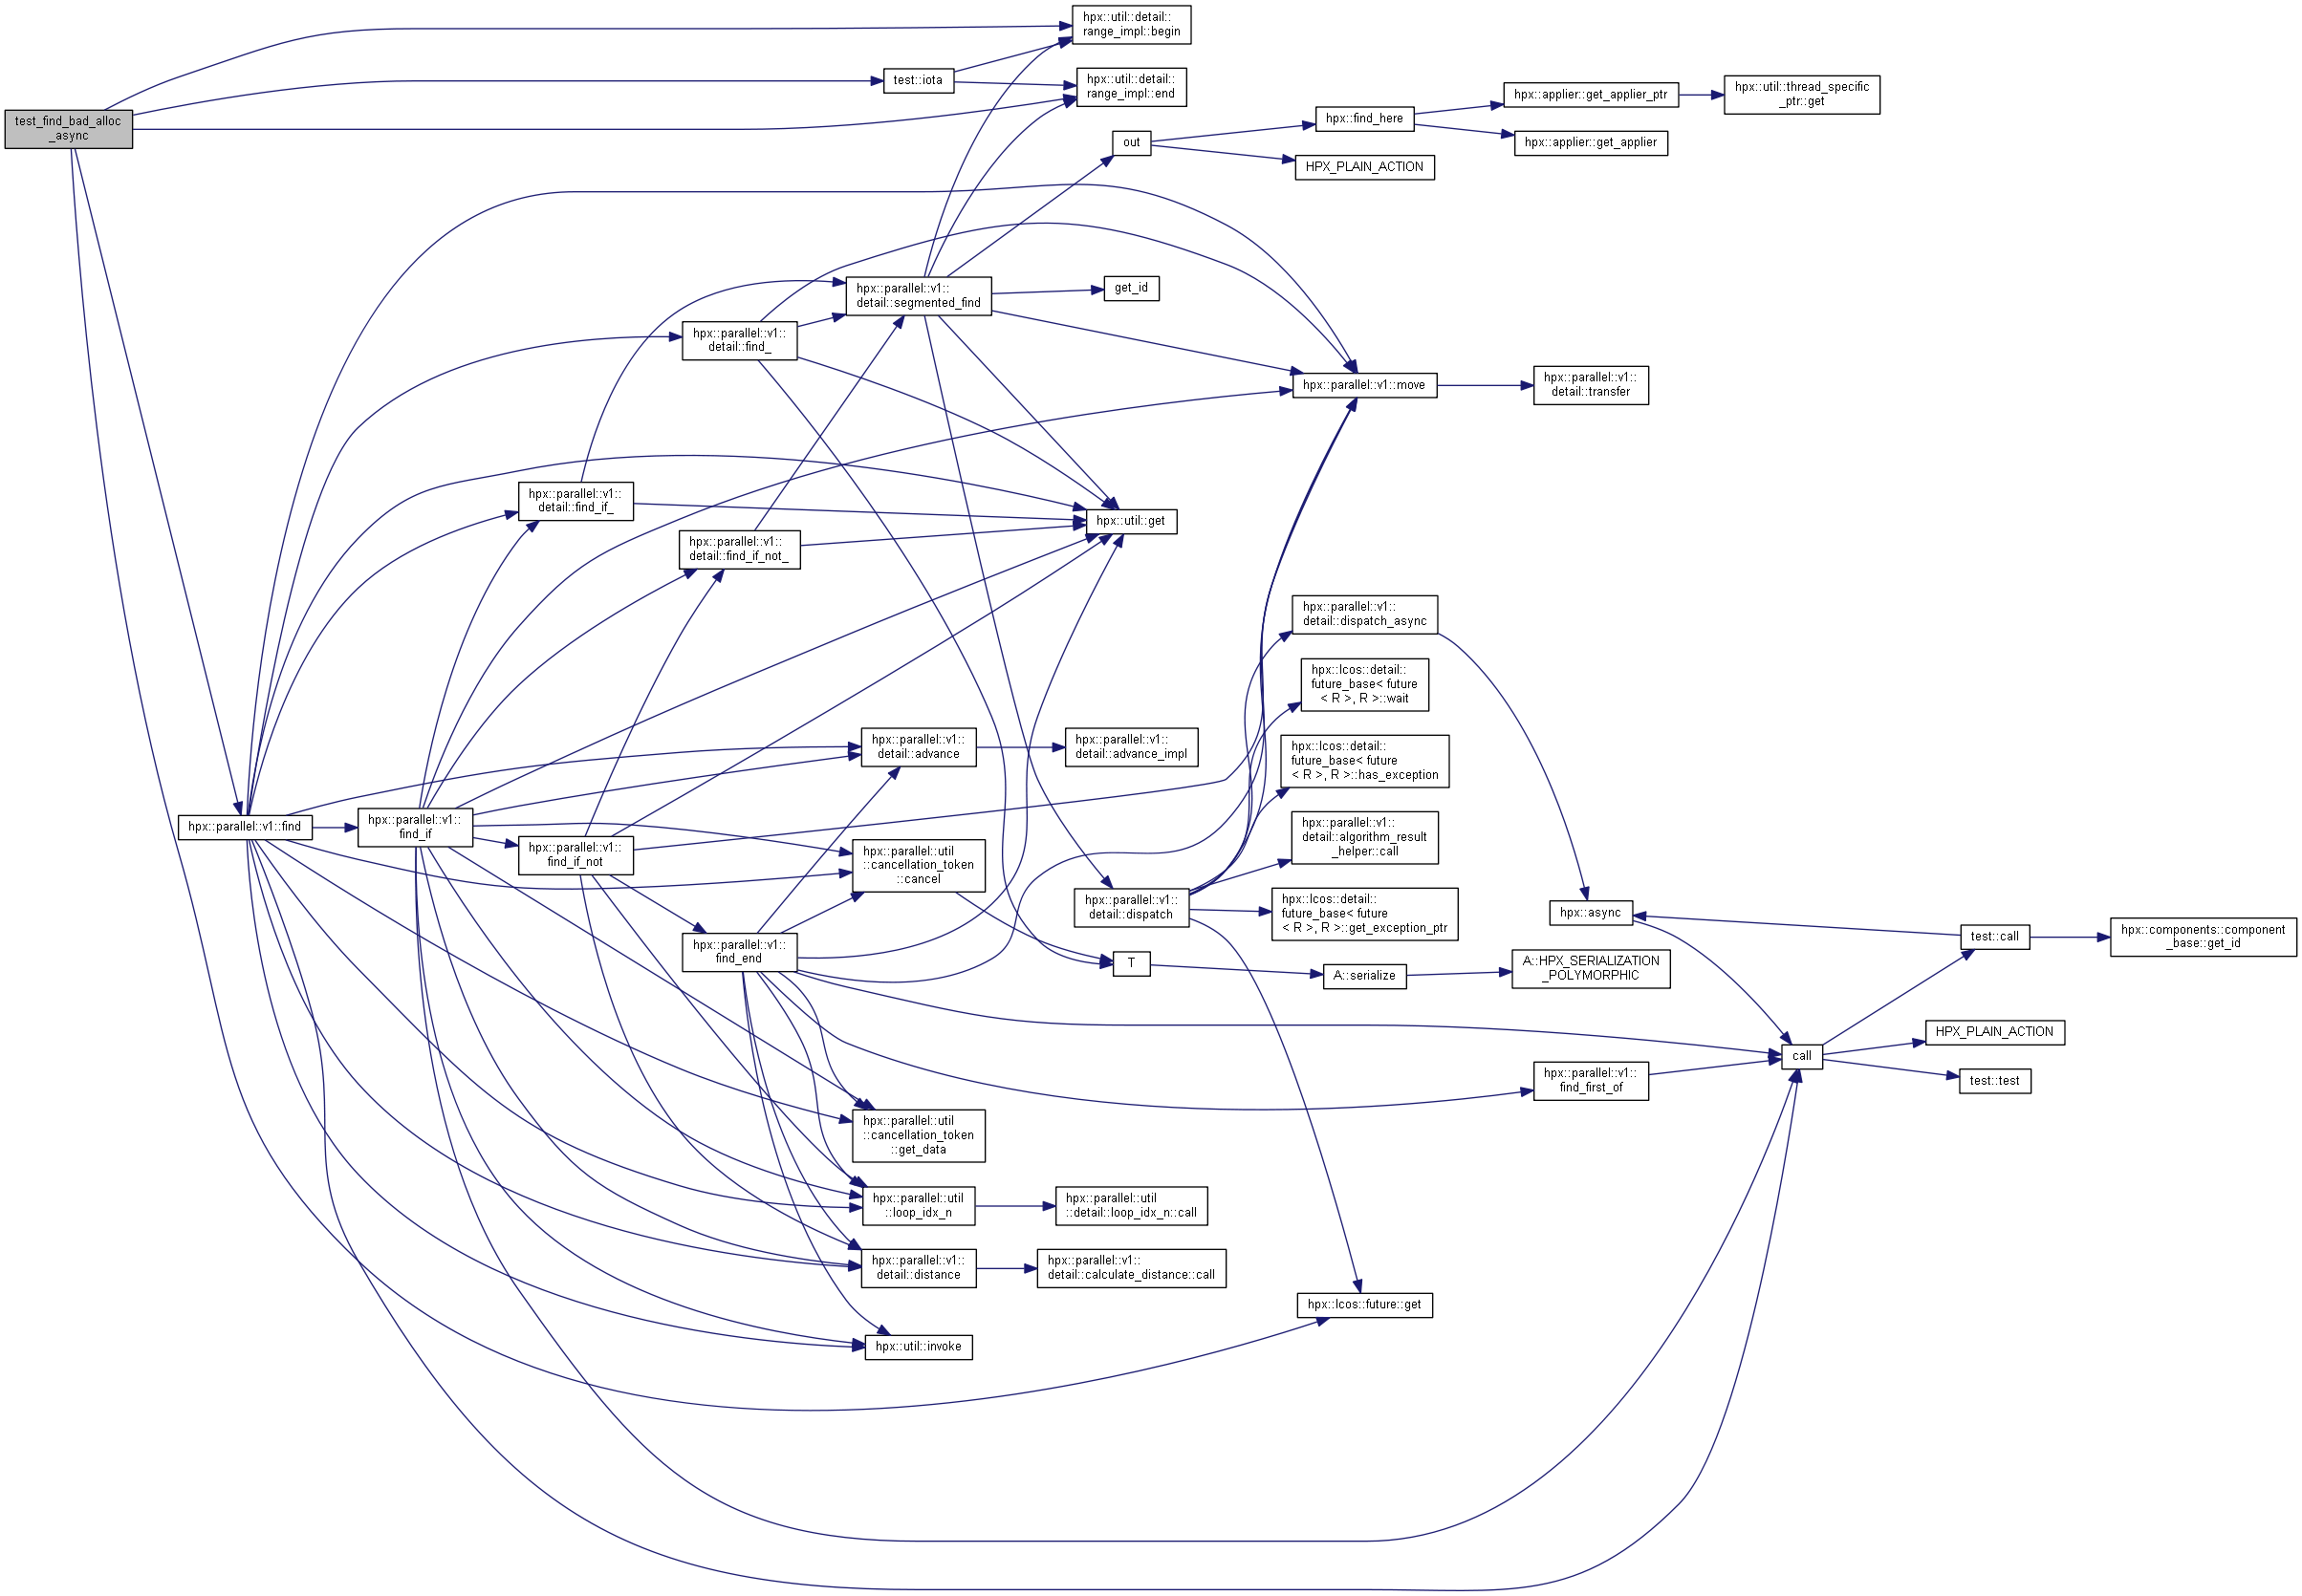 test_find_bad_alloc
_async
hpx::util::detail::
range_impl::begin
test::iota
hpx::util::detail::
range_impl::end
out
hpx::find_here
hpx::applier::get_applier_ptr
hpx::util::thread_specific
_ptr::get
hpx::applier::get_applier
HPX_PLAIN_ACTION
hpx::parallel::v1::
detail::segmented_find
get_id
hpx::parallel::v1::
detail::find_
hpx::parallel::v1::move
hpx::parallel::v1::
detail::transfer
hpx::parallel::v1::
detail::find_if_
hpx::util::get
hpx::parallel::v1::
detail::find_if_not_
hpx::parallel::v1::
detail::dispatch_async
hpx::lcos::detail::
future_base< future
< R >, R >::wait
hpx::parallel::v1::
detail::advance
hpx::parallel::v1::
detail::advance_impl
hpx::lcos::detail::
future_base< future
< R >, R >::has_exception
hpx::parallel::v1::find
hpx::parallel::v1::
find_if
hpx::parallel::v1::
find_if_not
hpx::parallel::util
::cancellation_token
::cancel
hpx::parallel::v1::
detail::algorithm_result
_helper::call
hpx::parallel::v1::
detail::dispatch
hpx::lcos::detail::
future_base< future
< R >, R >::get_exception_ptr
hpx::async
test::call
hpx::components::component
_base::get_id
hpx::parallel::v1::
find_end
T
A::serialize
A::HPX_SERIALIZATION
_POLYMORPHIC
call
HPX_PLAIN_ACTION
test::test
hpx::parallel::v1::
find_first_of
hpx::parallel::util
::cancellation_token
::get_data
hpx::parallel::util
::loop_idx_n
hpx::parallel::util
::detail::loop_idx_n::call
hpx::parallel::v1::
detail::distance
hpx::parallel::v1::
detail::calculate_distance::call
hpx::lcos::future::get
hpx::util::invoke